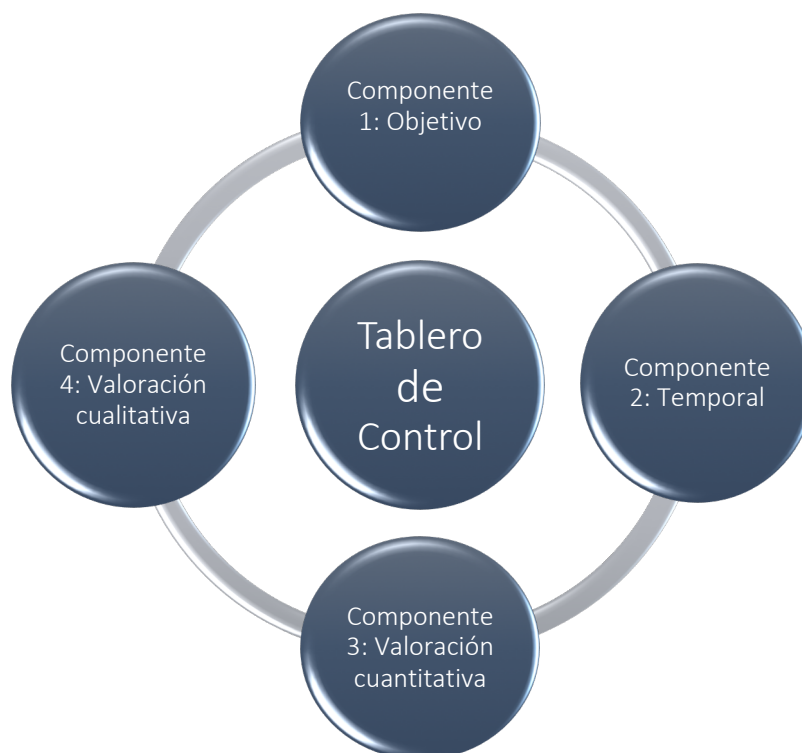 Componente
1: Objetivo
Componente
2: Temporal
Componente
3: Valoración
cuantitativa
Componente
4: Valoración
cualitativa
Tablero
de
Control